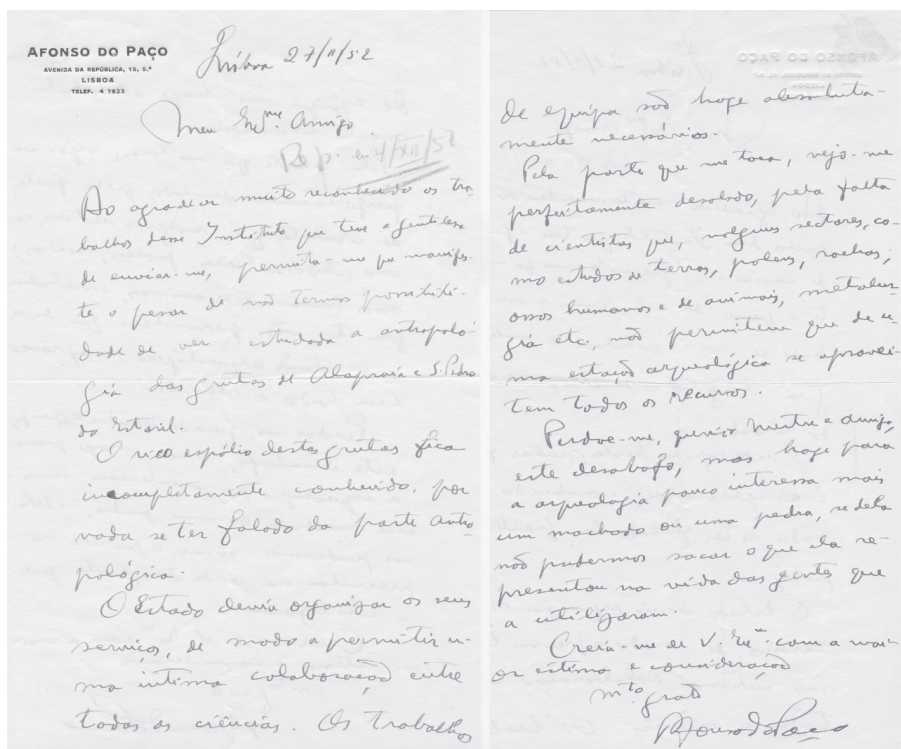 AFONSO DO PAÇO
AVENIDA DA REPÚBLICA, 15, 5.º
LISBOA
TELEF. 4 7833
Lisboa 27/11/52
Meu Exmo. Amigo.
Resp. em 4/XII/52
Ao agradecer muito reconhecido os tra-
balhos desse Instituto que teve a gentilesa
de enviar-me, permita-me que manifes-
te o pesar de não termos possibili-
dade de ver estudada a antropolo-
gia das grutas de Alapraia e S. Pedro
do Estoril.
O rico espólio destas grutas fica
incompletamente conhecido, por
nada se ter falado da parte antro-
pológica.
O Estado devia organizar os seus
serviços, de modo a permitir u-
ma intima colaboração entre
todas as ciências. Os trabalhos
de equipa são hoje absoluta-
mente necessários.
Pela parte que me toca, vejo-me
perfeitamente desolado, pela falta
de cientistas que, nalguns sectores, co-
mo estudos de terras, polens, rochas,
ossos humanos e de animais, metalur-
gia etc, não permitem que de u-
ma estação arqueológica se aprovei-
tem todos os recursos.
Perdoe-me, querido Mestre e amigo,
este desabafo, mas hoje para
a arqueologia pouco interessa mais
um machado ou uma pedra, se dela
não pudermos sacar o que ela re-
presentou na vida das gentes que
a utilizaram.
Creia-me de V. Exa. com a mai-
or estima e consideração
mto grato
Afonso do Paço